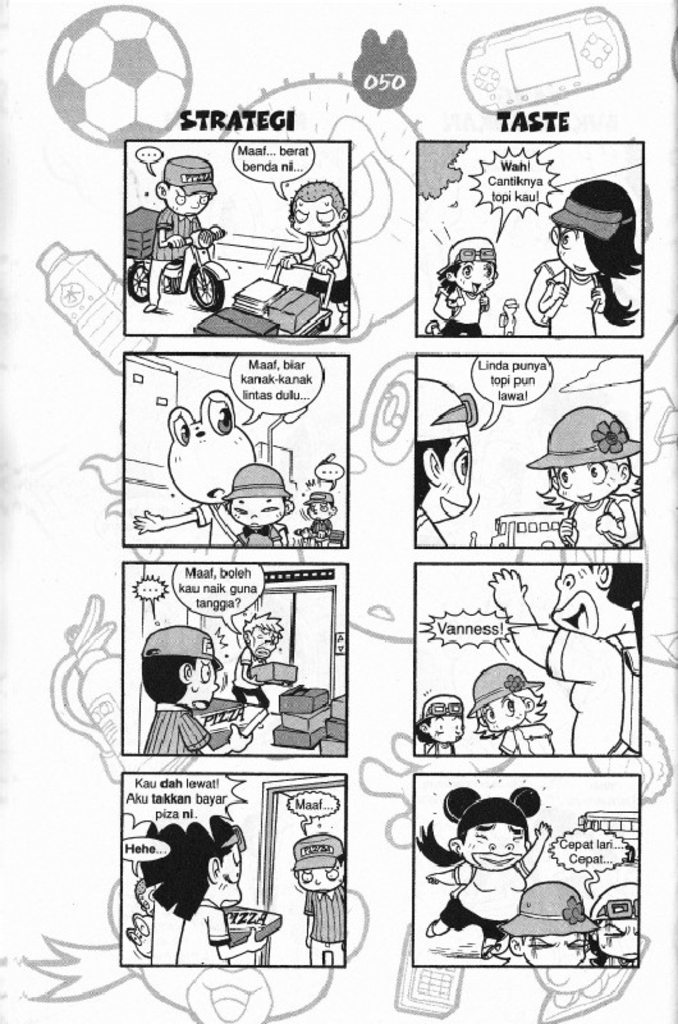 050
STRATEGI
...
PIZZA
Maaf... berat
benda ni...
Maaf, biar
kanak-kanak
lintas dulu...
...
....
Maaf, boleh
kau naik guna
tangga?
PIZZA
Kau dah lewat!
Aku takkan bayar
piza ni.
Hehe....
Maaf...
PIZZA
PIZZA
TASTE
Wah!
Cantiknya
topi kau!
Linda punya
topi pun
lawa!
Vanness!
Cepat lari....
Cepat...